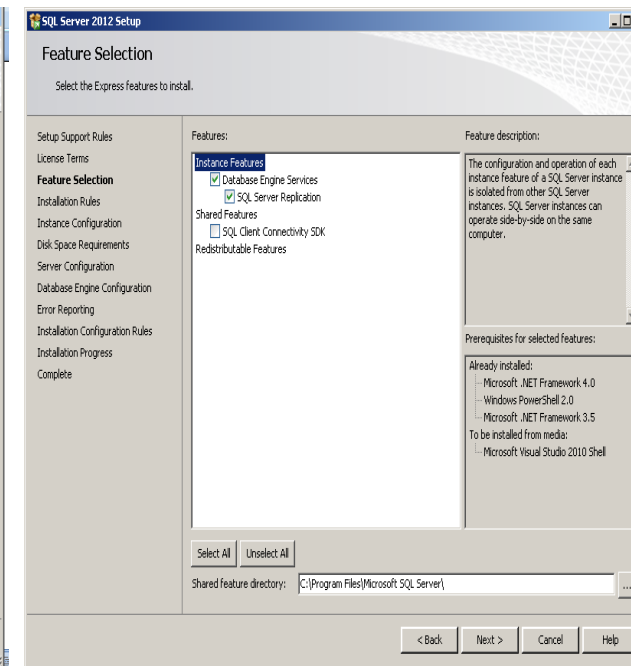 SQL Server 2012 Setup
Feature Selection
Select the Express features to install.
Setup Support Rules
License Terms
Feature Selection
Installation Rules
Instance Configuration
Disk Space Requirements
Server Configuration
Database Engine Configuration
Error Reporting
Installation Configuration Rules
Installation Progress
Complete
Features:
Instance Features
Database Engine Services
SQL Server Replication
Shared Features
SQL Client Connectivity SDK
Redistributable Features
Feature description:
The configuration and operation of each
instance feature of a SQL Server instance
is isolated from other SQL Server
instances. SQL Server instances can
operate side-by-side on the same
computer.
Prerequisites for selected features:
Already installed:
Microsoft .NET Framework 4.0
Windows PowerShell 2.0
Microsoft .NET Framework 3.5
To be installed from media:
Microsoft Visual Studio 2010 Shell
Select All
Unselect All
Shared feature directory:
C:\Program Files\Microsoft SQL Server\
...
< Back
Next >
Cancel
Help